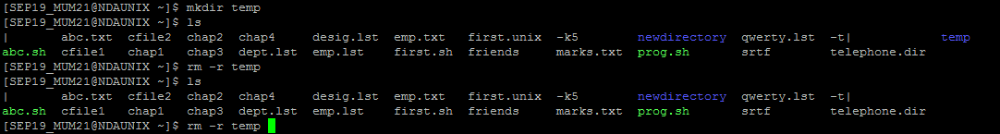 [SEP19_MUM21@NDAUNIX ~]$ mkdir temp
[SEP19_MUM21@NDAUNIX ~]$ ls
|       abc.txt  cfile2  chap2  chap4     desig.lst  emp.txt   first.unix  -k5        newdirectory  qwerty.lst  -t|            temp
abc.sh  cfile1   chap1   chap3  dept.lst  emp.lst    first.sh  friends     marks.txt  prog.sh       srtf        telephone.dir
[SEP19_MUM21@NDAUNIX ~]$ rm -r temp
[SEP19_MUM21@NDAUNIX ~]$ ls
|       abc.txt  cfile2  chap2  chap4     desig.lst  emp.txt   first.unix  -k5        newdirectory  qwerty.lst  -t|
abc.sh  cfile1   chap1   chap3  dept.lst  emp.lst    first.sh  friends     marks.txt  prog.sh       srtf        telephone.dir
[SEP19_MUM21@NDAUNIX ~]$ rm -r temp